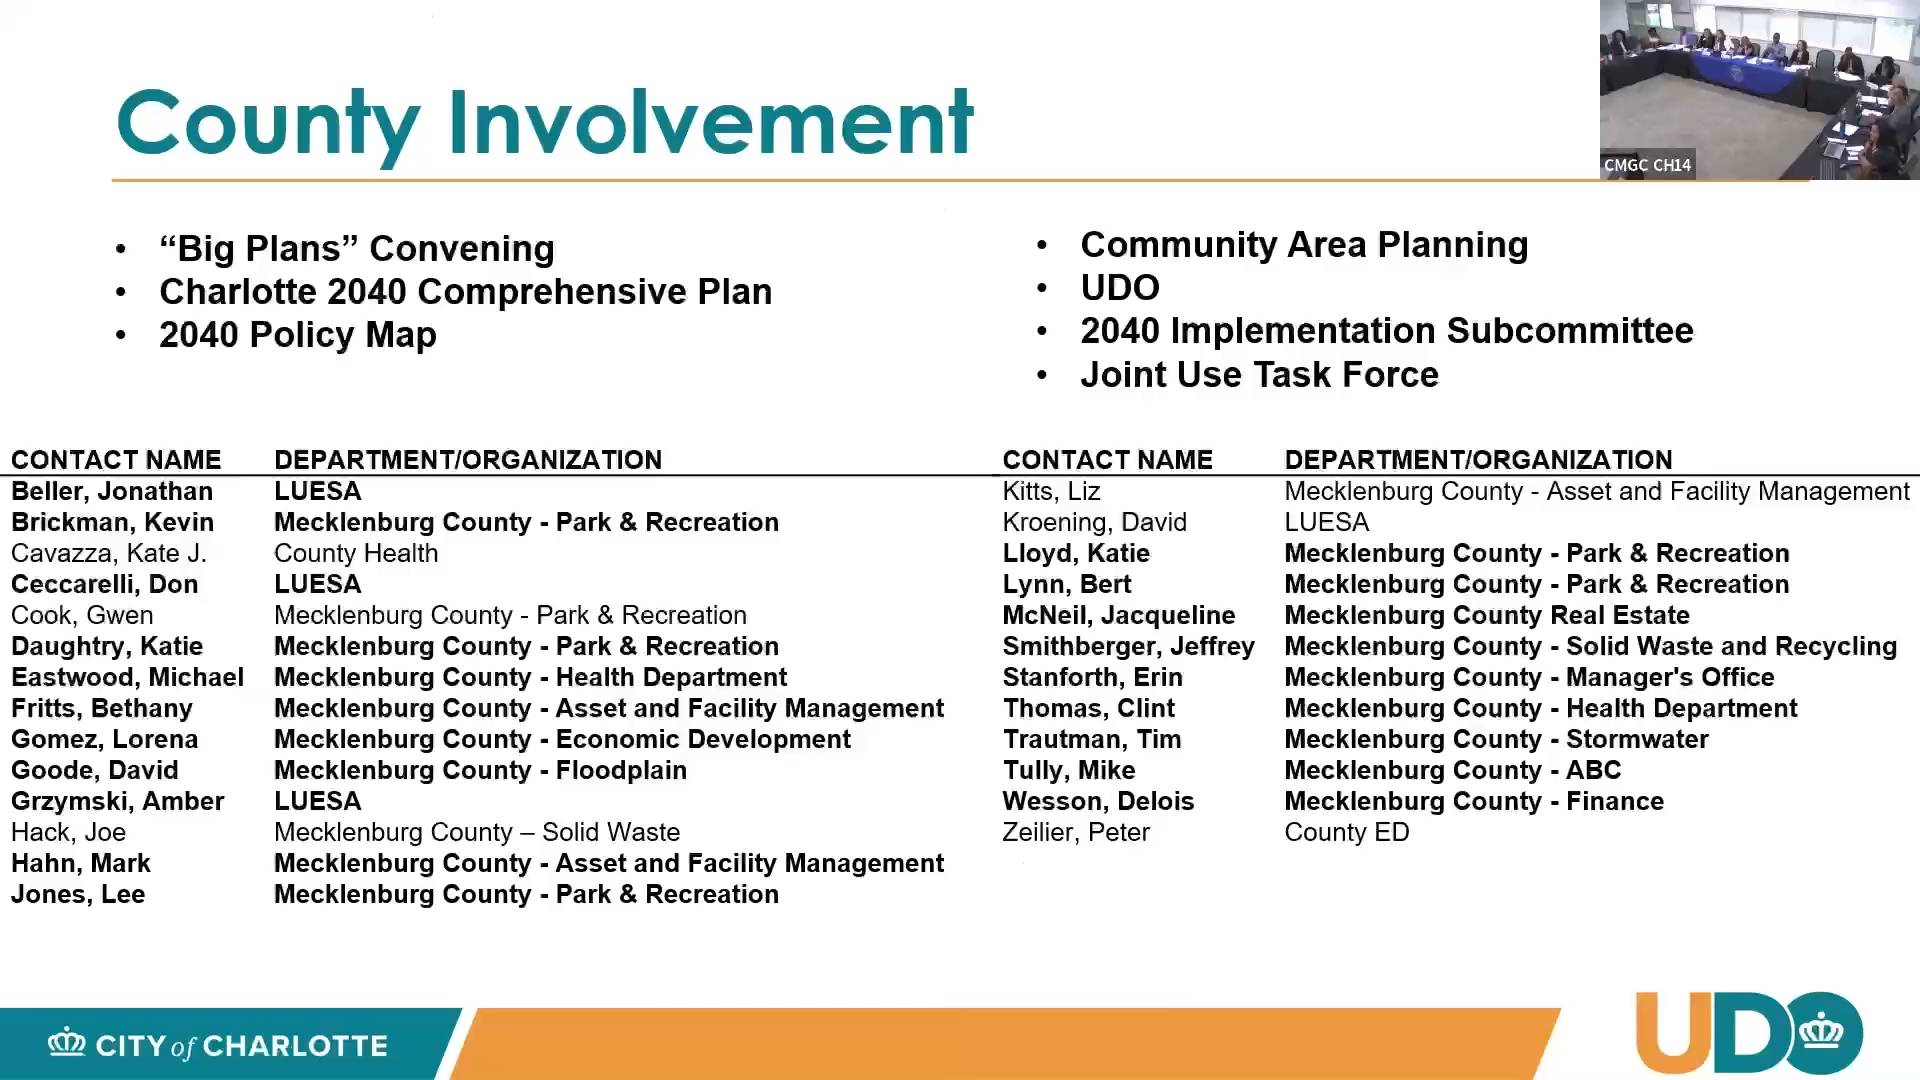 County Involvement
CMGC CH14
• “Big Plans” Convening
• Charlotte 2040 Comprehensive Plan
• 2040 Policy Map
• Community Area Planning
• UDO
• 2040 Implementation Subcommittee
• Joint Use Task Force
CONTACT NAME DEPARTMENT/ORGANIZATION
Beller, Jonathan LUESA
Brickman, Kevin Mecklenburg County - Park & Recreation
Cavazza, Kate J. County Health
Ceccarelli, Don LUESA
Cook, Gwen Mecklenburg County - Park & Recreation
Daughtry, Katie Mecklenburg County - Park & Recreation
Eastwood, Michael Mecklenburg County - Health Department
Fritts, Bethany Mecklenburg County - Asset and Facility Management
Gomez, Lorena Mecklenburg County - Economic Development
Goode, David Mecklenburg County - Floodplain
Grzymski, Amber LUESA
Hack, Joe Mecklenburg County – Solid Waste
Hahn, Mark Mecklenburg County - Asset and Facility Management
Jones, Lee Mecklenburg County - Park & Recreation
CONTACT NAME DEPARTMENT/ORGANIZATION
Kitts, Liz Mecklenburg County - Asset and Facility Management
Kroening, David LUESA
Lloyd, Katie Mecklenburg County - Park & Recreation
Lynn, Bert Mecklenburg County - Park & Recreation
McNeil, Jacqueline Mecklenburg County Real Estate
Smithberger, Jeffrey Mecklenburg County - Solid Waste and Recycling
Stanforth, Erin Mecklenburg County - Manager's Office
Thomas, Clint Mecklenburg County - Health Department
Trautman, Tim Mecklenburg County - Stormwater
Tully, Mike Mecklenburg County - ABC
Wesson, Delois Mecklenburg County - Finance
Zeilier, Peter County ED
CITY of CHARLOTTE
UDO